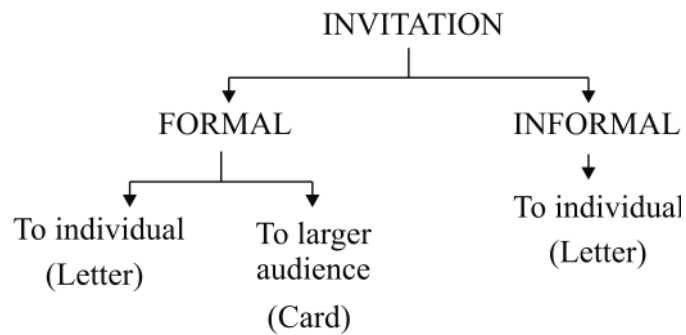 INVITATION
FORMAL
INFORMAL
To individual
(Letter)
To larger
audience
(Card)
To individual
(Letter)